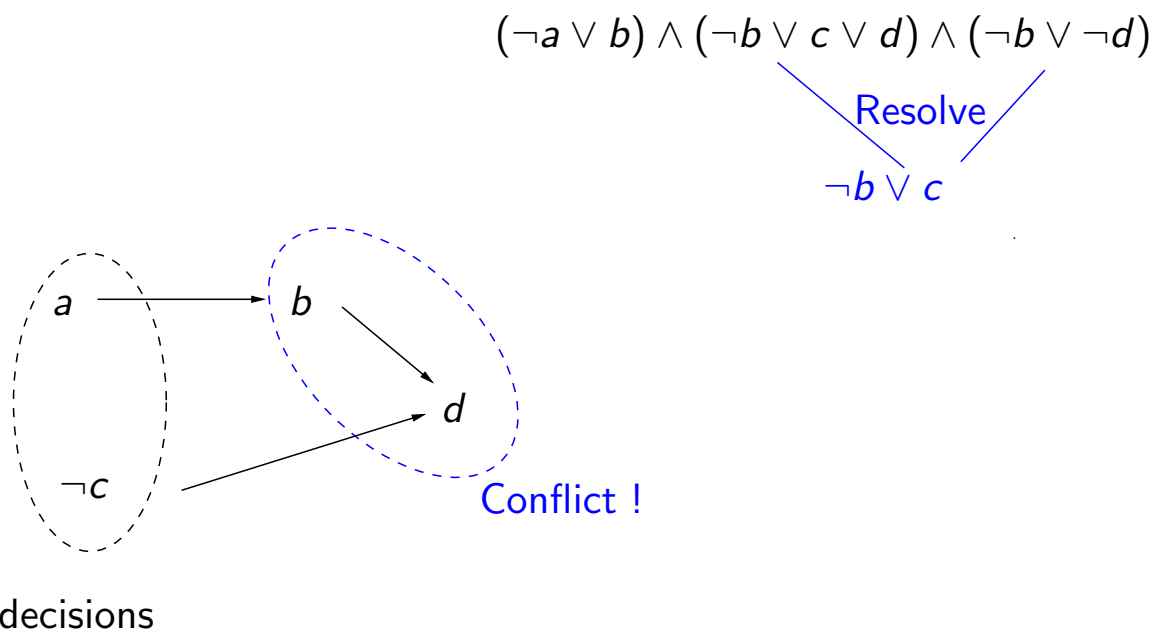 (¬a ∨ b) ∧ (¬b ∨ c ∨ d) ∧ (¬b ∨ ¬d)
Resolve
¬b ∨ c
a
b
d
¬c
Conflict !
decisions